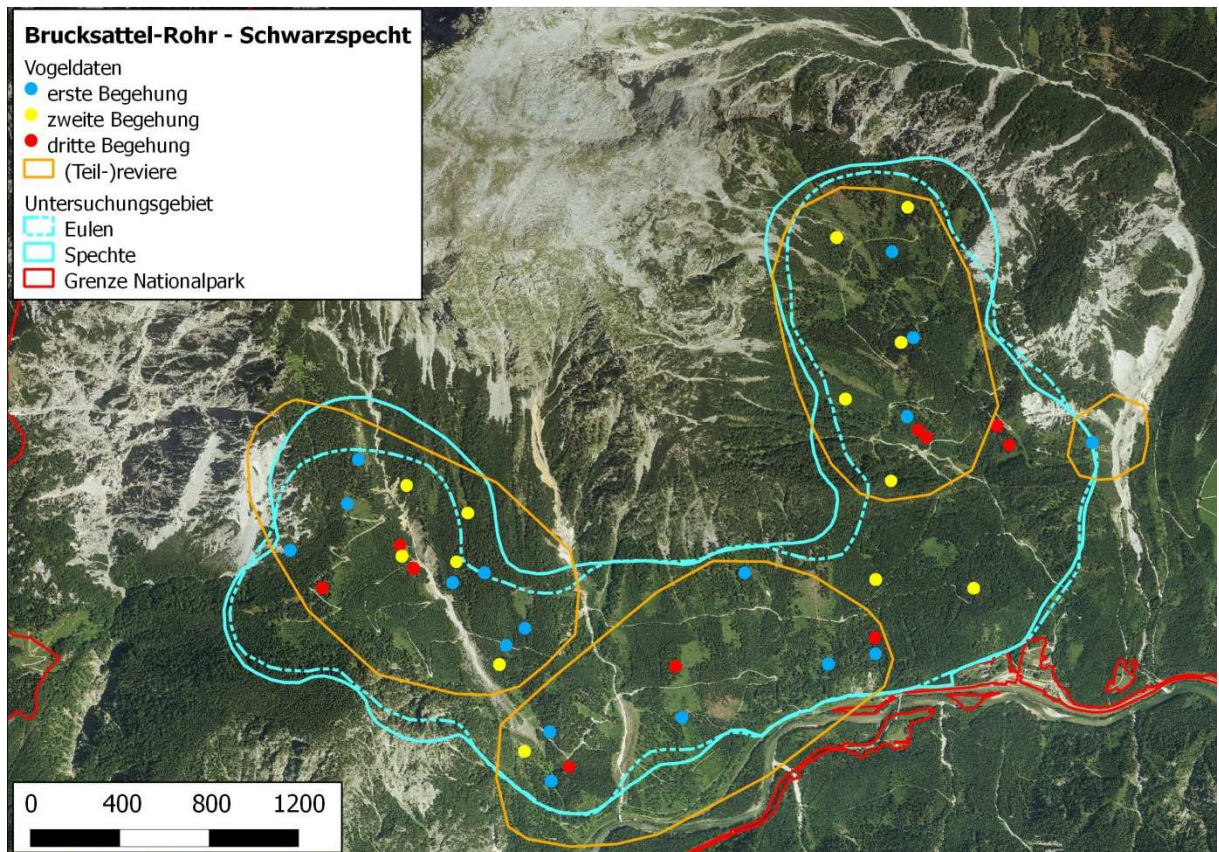 Brucksattel-Rohr - Schwarzspecht
Vogeldaten
erste Begehung
zweite Begehung
dritte Begehung
(Teil-)reviere
Untersuchungsgebiet
Eulen
Spechte
Grenze Nationalpark
0 400 800 1200